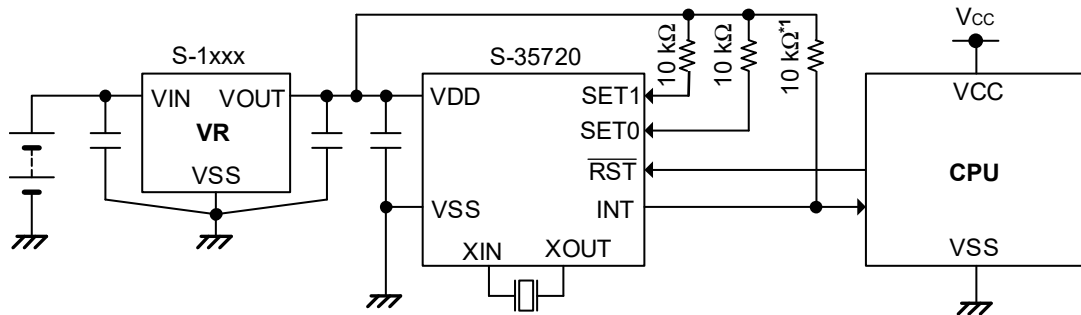 S-1xxx
VIN
VOUT
VR
VSS
S-35720
VDD
SET1
SET0
RST
VSS
INT
XIN
XOUT
10 kΩ
10 kΩ
10 kΩ*1
VCC
VCC
CPU
VSS